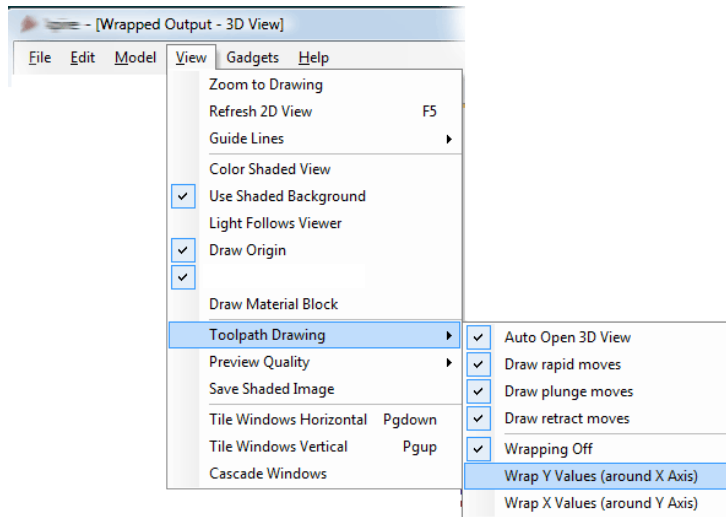 - [Wrapped Output - 3D View]
File Edit Model View Gadgets Help
Zoom to Drawing
Refresh 2D View F5
Guide Lines
Color Shaded View
Use Shaded Background
Light Follows Viewer
Draw Origin
Draw Material Block
Toolpath Drawing
Preview Quality
Save Shaded Image
Tile Windows Horizontal Pgdown
Tile Windows Vertical Pgup
Cascade Windows
Auto Open 3D View
Draw rapid moves
Draw plunge moves
Draw retract moves
Wrapping Off
Wrap Y Values (around X Axis)
Wrap X Values (around Y Axis)